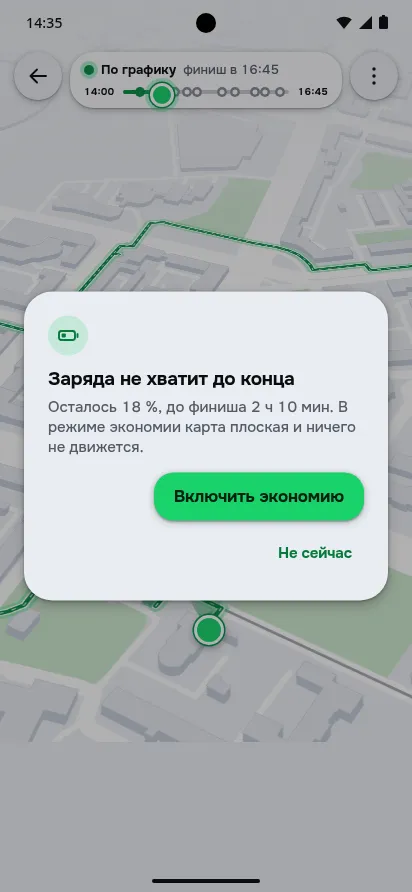 14:35
По графику финиш в 16:45
14:00 16:45
Заряда не хватит до конца
Осталось 18 %, до финиша 2 ч 10 мин. В
режиме экономии карта плоская и ничего
не движется.
Включить экономию
Не сейчас